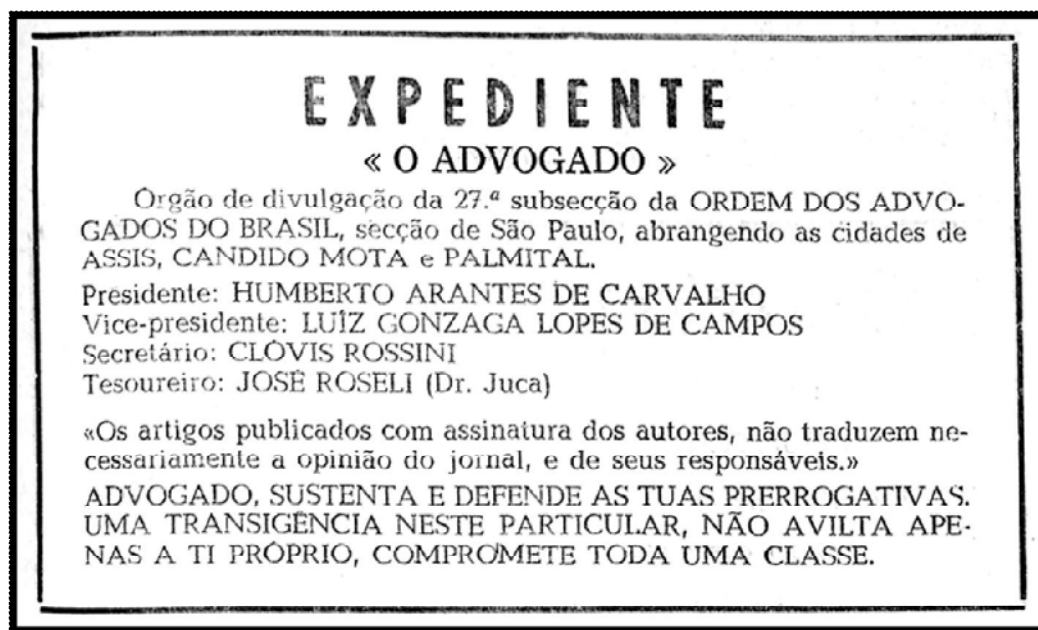 EXPEDIENTE
« O ADVOGADO »
Órgão de divulgação da 27.ª subsecção da ORDEM DOS ADVO-
GADOS DO BRASIL, secção de São Paulo, abrangendo as cidades de
ASSIS, CANDIDO MOTA e PALMITAL.
Presidente: HUMBERTO ARANTES DE CARVALHO
Vice-presidente: LUÍZ GONZAGA LOPES DE CAMPOS
Secretário: CLÓVIS ROSSINI
Tesoureiro: JOSÉ ROSELI (Dr. Juca)
«Os artigos publicados com assinatura dos autores, não traduzem ne-
cessariamente a opinião do jornal, e de seus responsáveis.»
ADVOGADO, SUSTENTA E DEFENDE AS TUAS PRERROGATIVAS.
UMA TRANSIGÊNCIA NESTE PARTICULAR, NÃO AVILTA APE-
NAS A TI PRÓPRIO, COMPROMETE TODA UMA CLASSE.